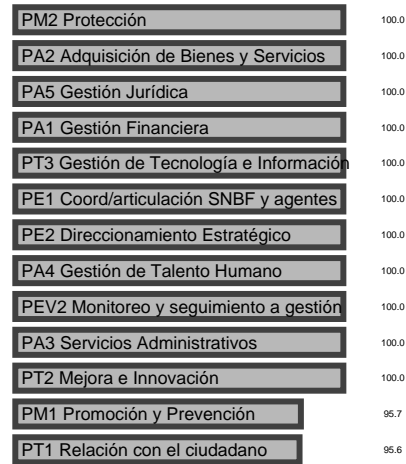 PM2 Protección 100.0
PA2 Adquisición de Bienes y Servicios 100.0
PA5 Gestión Jurídica 100.0
PA1 Gestión Financiera 100.0
PT3 Gestión de Tecnología e Información 100.0
PE1 Coord/articulación SNBF y agentes 100.0
PE2 Direccionamiento Estratégico 100.0
PA4 Gestión de Talento Humano 100.0
PEV2 Monitoreo y seguimiento a gestión 100.0
PA3 Servicios Administrativos 100.0
PT2 Mejora e Innovación 100.0
PM1 Promoción y Prevención 95.7
PT1 Relación con el ciudadano 95.6